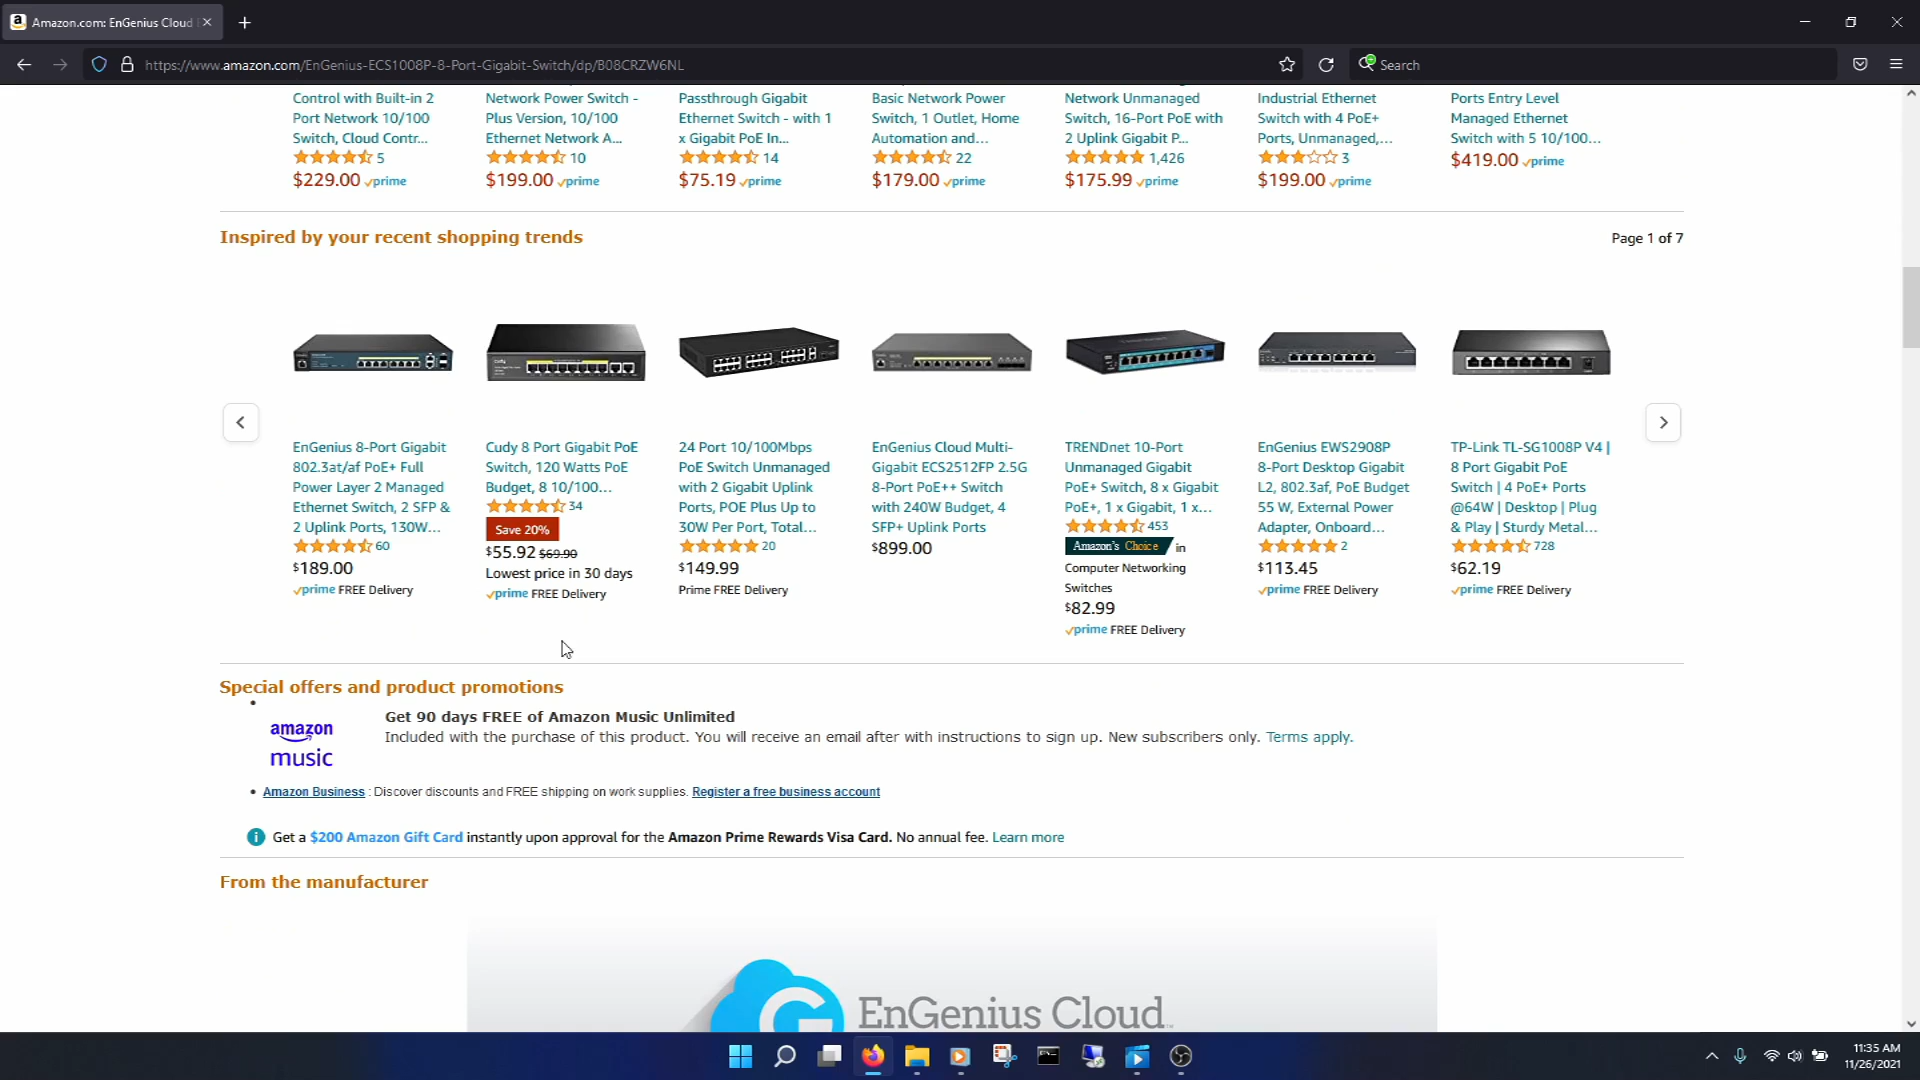 Amazon.com: EnGenius Cloud
https://www.amazon.com/EnGenius-ECS1008P-8-Port-Gigabit-Switch/dp/B08CRZW6NL
Search
Control with Built-in 2
Port Network 10/100
Switch, Cloud Contr...
5
$229.00 prime
Network Power Switch -
Plus Version, 10/100
Ethernet Network A...
10
$199.00 prime
Passthrough Gigabit
Ethernet Switch - with 1
x Gigabit PoE In...
14
$75.19 prime
Basic Network Power
Switch, 1 Outlet, Home
Automation and...
22
$179.00 prime
Network Unmanaged
Switch, 16-Port PoE with
2 Uplink Gigabit P...
1,426
$175.99 prime
Industrial Ethernet
Switch with 4 PoE+
Ports, Unmanaged,...
3
$199.00 prime
Ports Entry Level
Managed Ethernet
Switch with 5 10/100...
$419.00 prime
Inspired by your recent shopping trends
Page 1 of 7
EnGenius 8-Port Gigabit
802.3at/af PoE+ Full
Power Layer 2 Managed
Ethernet Switch, 2 SFP &
2 Uplink Ports, 130W...
60
$189.00
prime FREE Delivery
Cudy 8 Port Gigabit PoE
Switch, 120 Watts PoE
Budget, 8 10/100...
34
Save 20%
$55.92 $69.90
Lowest price in 30 days
prime FREE Delivery
24 Port 10/100Mbps
PoE Switch Unmanaged
with 2 Gigabit Uplink
Ports, POE Plus Up to
30W Per Port, Total...
20
$149.99
Prime FREE Delivery
EnGenius Cloud Multi-
Gigabit ECS2512FP 2.5G
8-Port PoE++ Switch
with 240W Budget, 4
SFP+ Uplink Ports
$899.00
TRENDnet 10-Port
Unmanaged Gigabit
PoE+ Switch, 8 x Gigabit
PoE+, 1 x Gigabit, 1 x...
453
Amazon's Choice in
Computer Networking
Switches
$82.99
prime FREE Delivery
EnGenius EWS2908P
8-Port Desktop Gigabit
L2, 802.3af, PoE Budget
55 W, External Power
Adapter, Onboard...
2
$113.45
prime FREE Delivery
TP-Link TL-SG1008P V4 |
8 Port Gigabit PoE
Switch | 4 PoE+ Ports
@64W | Desktop | Plug
& Play | Sturdy Metal...
728
$62.19
prime FREE Delivery
Special offers and product promotions
amazon
music
Get 90 days FREE of Amazon Music Unlimited
Included with the purchase of this product. You will receive an email after with instructions to sign up. New subscribers only. Terms apply.
Amazon Business : Discover discounts and FREE shipping on work supplies. Register a free business account
Get a $200 Amazon Gift Card instantly upon approval for the Amazon Prime Rewards Visa Card. No annual fee. Learn more
From the manufacturer
EnGenius Cloud
11:35 AM
11/26/2021